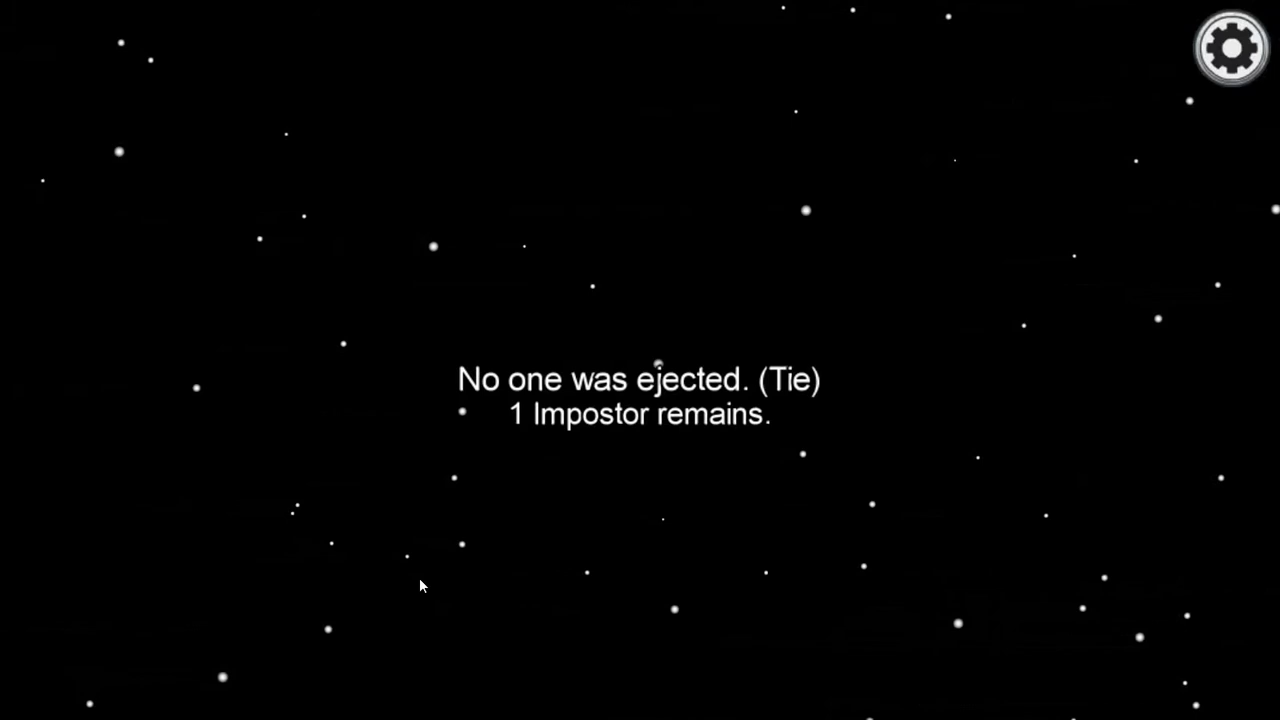 No one was ejected. (Tie)
1 Impostor remains.